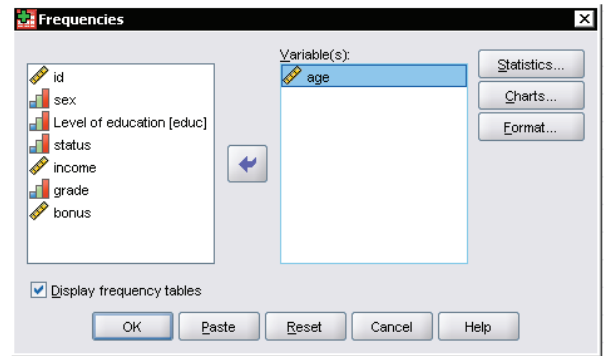 Frequencies
Variable(s):
id
sex
Level of education [educ]
status
income
grade
bonus
age
Statistics...
Charts...
Format...
Display frequency tables
OK
Paste
Reset
Cancel
Help